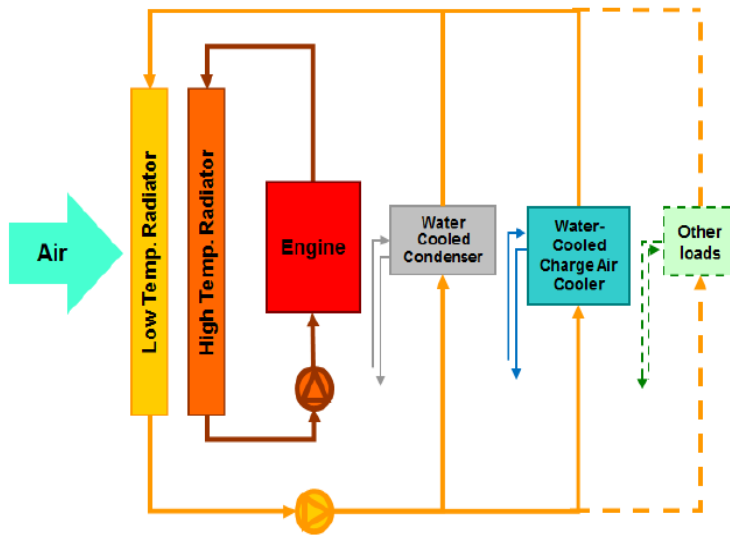 Air
Low Temp. Radiator
High Temp. Radiator
Engine
Water
Cooled
Condenser
Water-
Cooled
Charge Air
Cooler
Other
loads